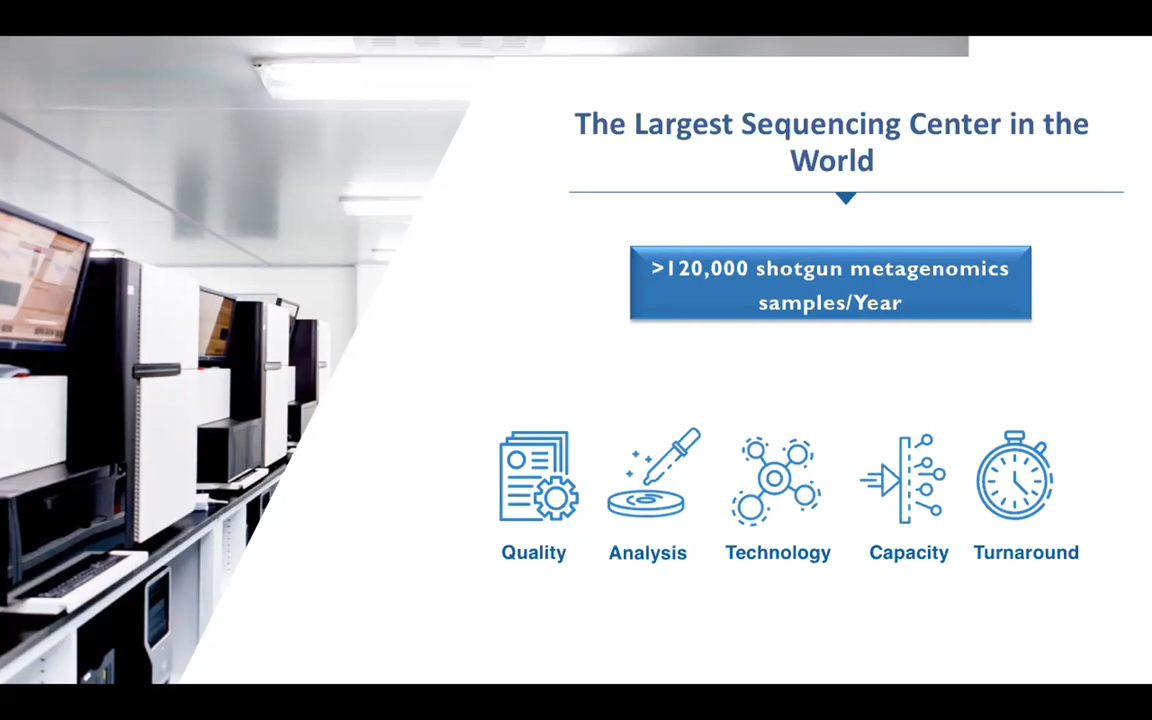 The Largest Sequencing Center in the
World
>120,000 shotgun metagenomics
samples/Year
Quality
Analysis
Technology
Capacity
Turnaround